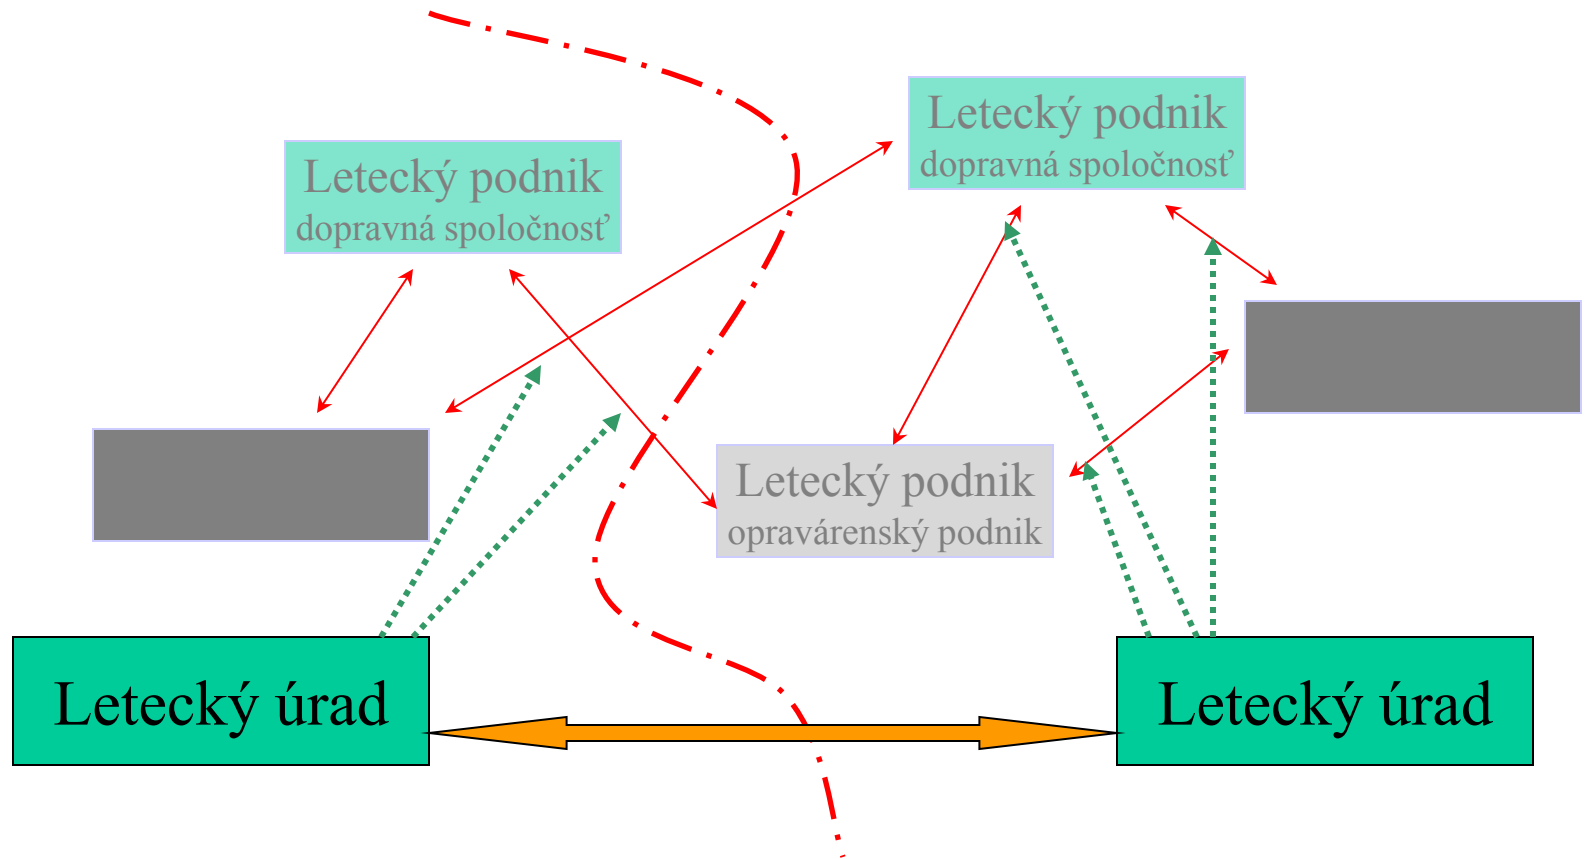 Letecký podnik
dopravná spoločnosť
Letecký podnik
dopravná spoločnosť
Letecký podnik
opravárenský podnik
Letecký úrad
Letecký úrad